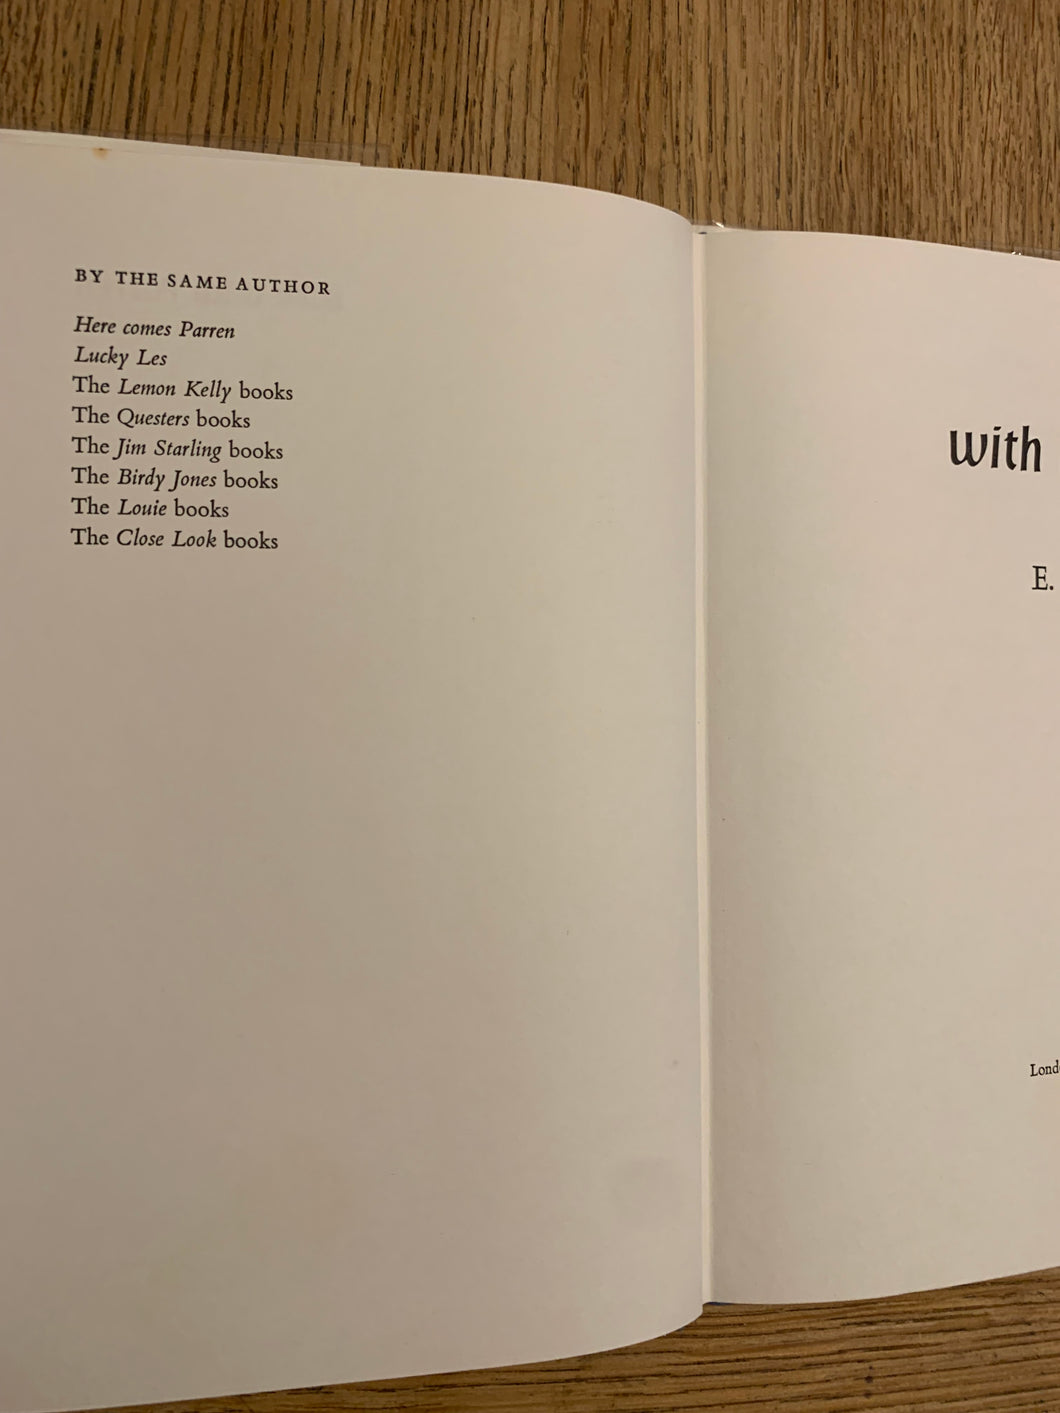 BY THE SAME AUTHOR
Here comes Parren
Lucky Les
The Lemon Kelly books
The Questers books
The Jim Starling books
The Birdy Jones books
The Louie books
The Close Look books
with
E.